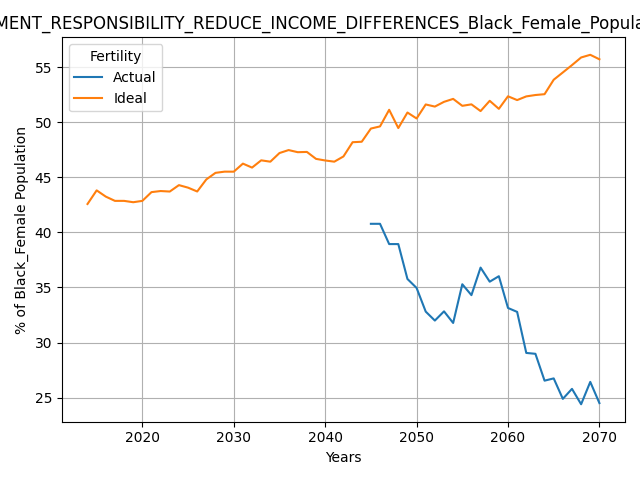 MENT_RESPONSIBILITY_REDUCE_INCOME_DIFFERENCES_Black_Female_Popula
Fertility
Actual
Ideal
% of Black_Female Population
55
50
45
40
35
30
25
2020 2030 2040 2050 2060 2070
Years